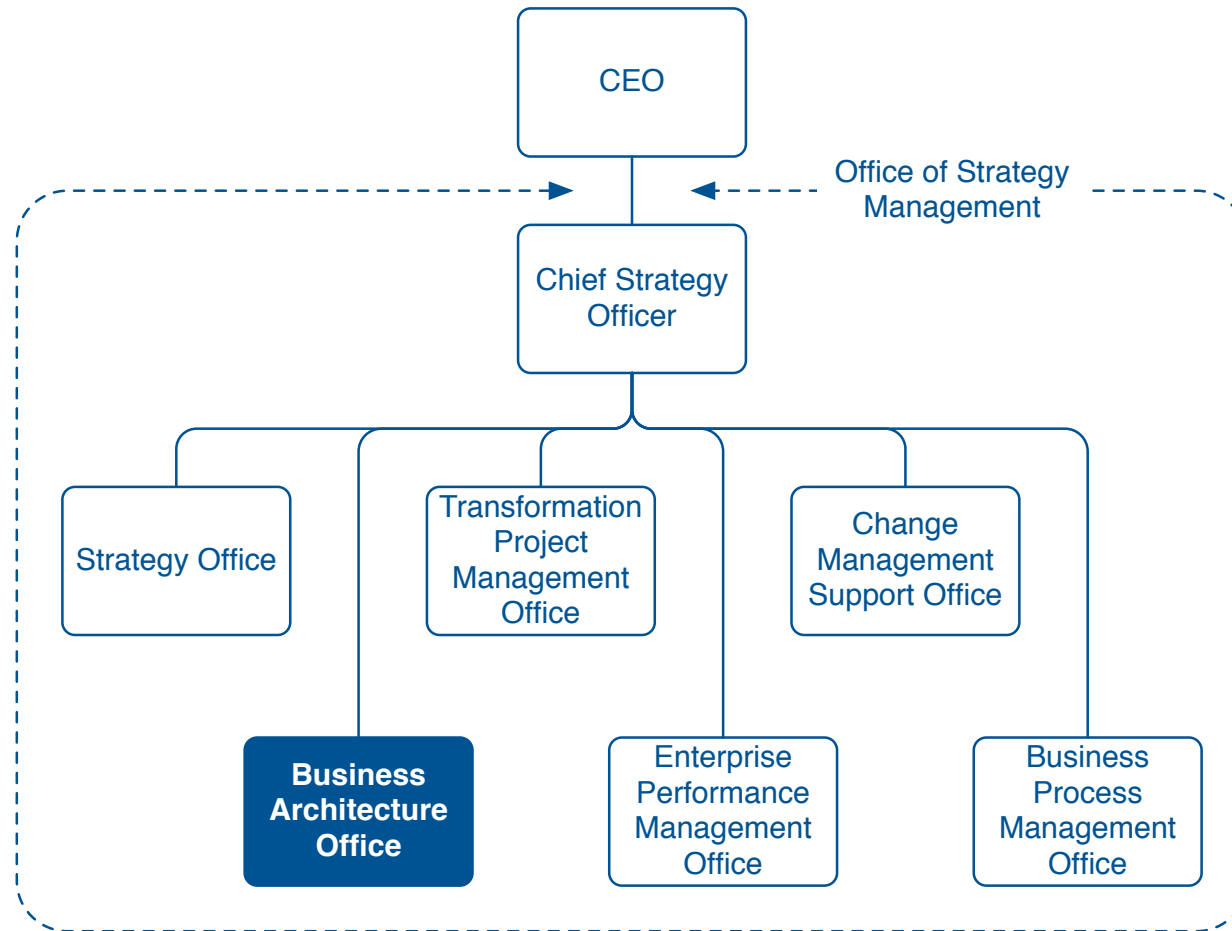 CEO
Office of Strategy
Management
Chief Strategy
Officer
Strategy Office
Transformation
Project
Management
Office
Change
Management
Support Office
Business
Architecture
Office
Enterprise
Performance
Management
Office
Business
Process
Management
Office